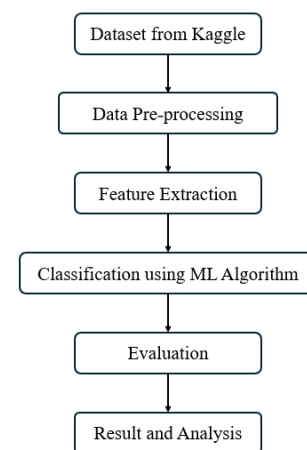 Dataset from Kaggle
Data Pre-processing
Feature Extraction
Classification using ML Algorithm
Evaluation
Result and Analysis